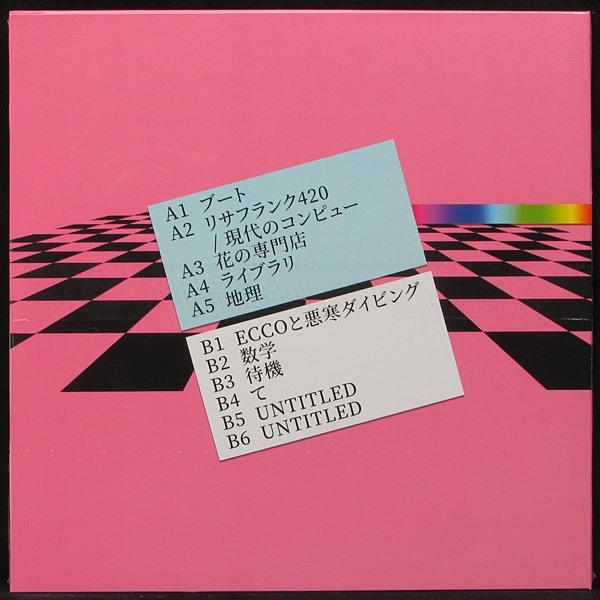 A1 ブート
A2 リサフランク420
/ 現代のコンピュー
A3 花の専門店
A4 ライブラリ
A5 地理
B1 ECCOと悪寒ダイビング
B2 数学
B3 待機
B4 て
B5 UNTITLED
B6 UNTITLED